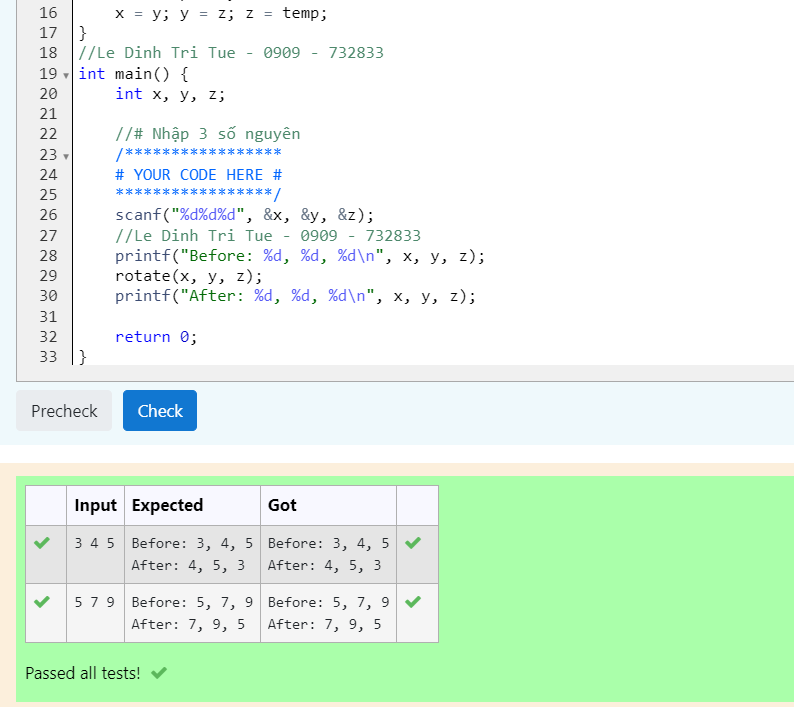 16 x = y; y = z; z = temp;
17 }
18 //Le Dinh Tri Tue - 0909 - 732833
19 int main() {
20 int x, y, z;
21
22 //# Nhập 3 số nguyên
23 /*****************
24 # YOUR CODE HERE #
25 *****************/
26 scanf("%d%d%d", &x, &y, &z);
27 //Le Dinh Tri Tue - 0909 - 732833
28 printf("Before: %d, %d, %d\n", x, y, z);
29 rotate(x, y, z);
30 printf("After: %d, %d, %d\n", x, y, z);
31
32 return 0;
33 }
Precheck Check
Input Expected Got
3 4 5 Before: 3, 4, 5 Before: 3, 4, 5
After: 4, 5, 3 After: 4, 5, 3
5 7 9 Before: 5, 7, 9 Before: 5, 7, 9
After: 7, 9, 5 After: 7, 9, 5
Passed all tests!